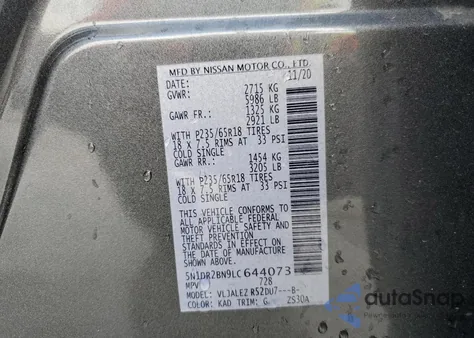 MFD BY NISSAN MOTOR CO., LTD.
DATE: 11/20
GVWR: 2715 KG
5986 LB
GAWR FR.: 1325 KG
2921 LB
WITH P235/65R18 TIRES
18 X 7.5 RIMS AT 33 PSI
COLD SINGLE
GAWR RR.: 1454 KG
3205 LB
WITH P235/65R18 TIRES
18 X 7.5 RIMS AT 33 PSI
COLD SINGLE
THIS VEHICLE CONFORMS TO
ALL APPLICABLE FEDERAL
MOTOR VEHICLE SAFETY AND
THEFT PREVENTION
STANDARDS IN EFFECT ON
THE DATE OF MANUFACTURE
SHOWN ABOVE.
5N1DR2BN9LC644073
MPV 728
MODEL: VLJALEZ R52DU7---B-
COLOR: KAD TRIM: G ZS30A
autoSnap